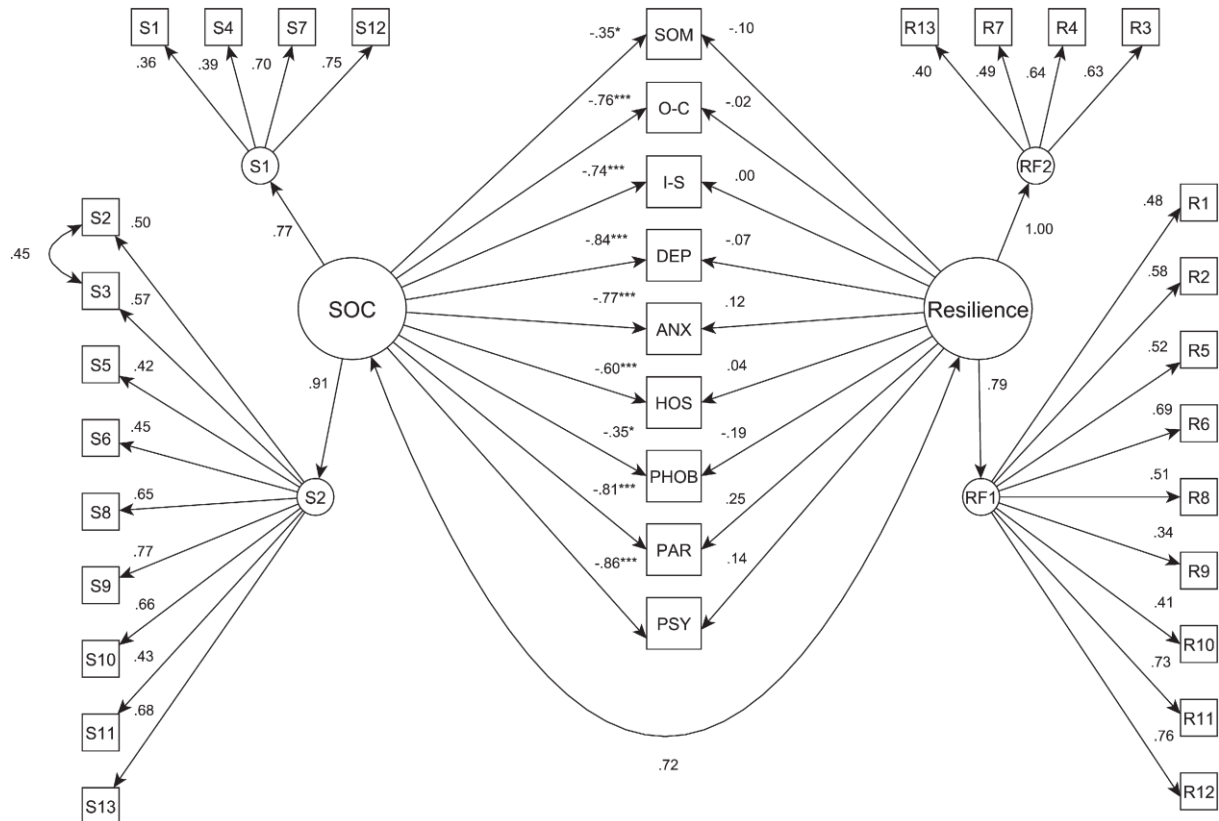 S1
S4
S7
S12
.36
.39
.70
.75
S1
.77
S2
S3
S5
S6
S8
S9
S10
S11
S13
.45
.50
.57
.42
.45
.65
.77
.66
.43
.68
S2
.91
SOC
-.35*
-.76***
-.74***
-.84***
-.77***
-.60***
-.35*
-.81***
-.86***
SOM
O-C
I-S
DEP
ANX
HOS
PHOB
PAR
PSY
-.10
-.02
.00
-.07
.12
.04
-.19
.25
.14
.72
Resilience
1.00
.79
RF2
R13
R7
R4
R3
.40
.49
.64
.63
RF1
.48
.58
.52
.69
.51
.34
.41
.73
.76
R1
R2
R5
R6
R8
R9
R10
R11
R12